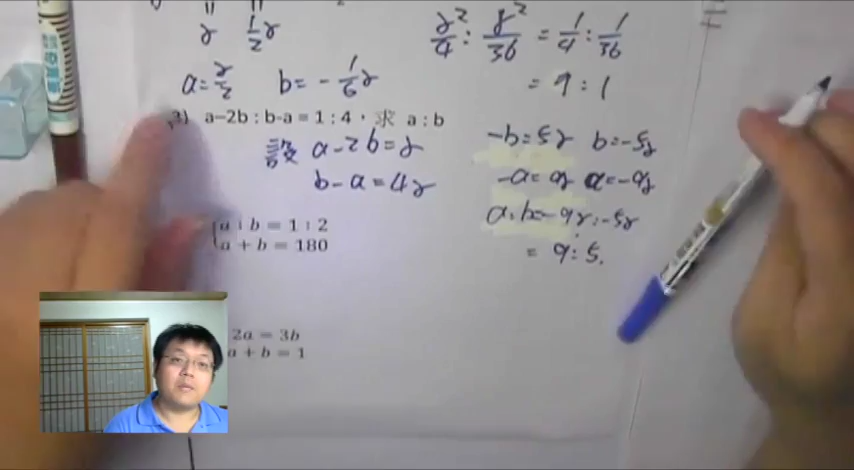 r 1/2 r
r²/4 : r²/36 = 1/4 : 1/36
a = r/2 b = -1/6 r
= 9 : 1
3) a−2b : b-a = 1 : 4，求 a : b
設 a-2b=r
b-a=4r
-b=5r b=-5r
-a=9r a=-9r
a:b=-9r:-5r
= 9:5.
a : b = 1 : 2
a + b = 180
2a = 3b
a + b = 1